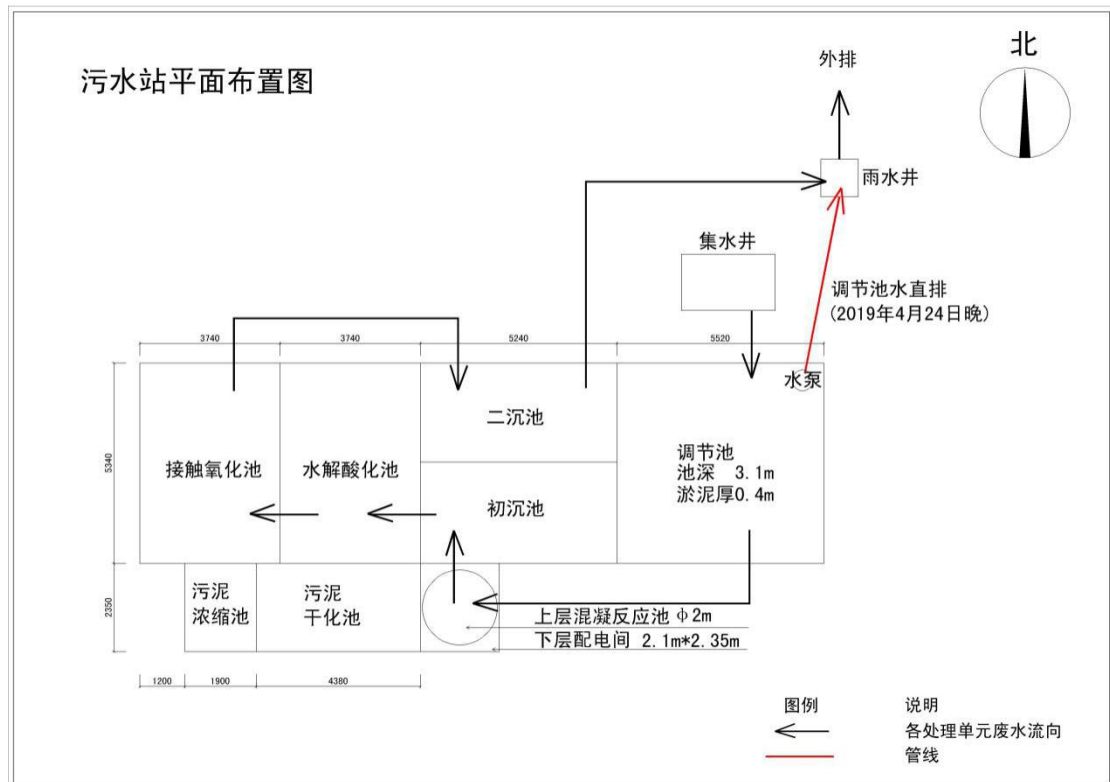 北
外排
污水站平面布置图
雨水井
集水井
调节池水直排
(2019年4月24日晚)
3740
3740
5240
5520
水泵
二沉池
调节池
池深 3.1m
淤泥厚0.4m
接触氧化池
水解酸化池
5340
初沉池
污泥
浓缩池
污泥
干化池
2350
上层混凝反应池 φ2m
下层配电间 2.1m*2.35m
1200
1900
4380
图例
说明
各处理单元废水流向
管线